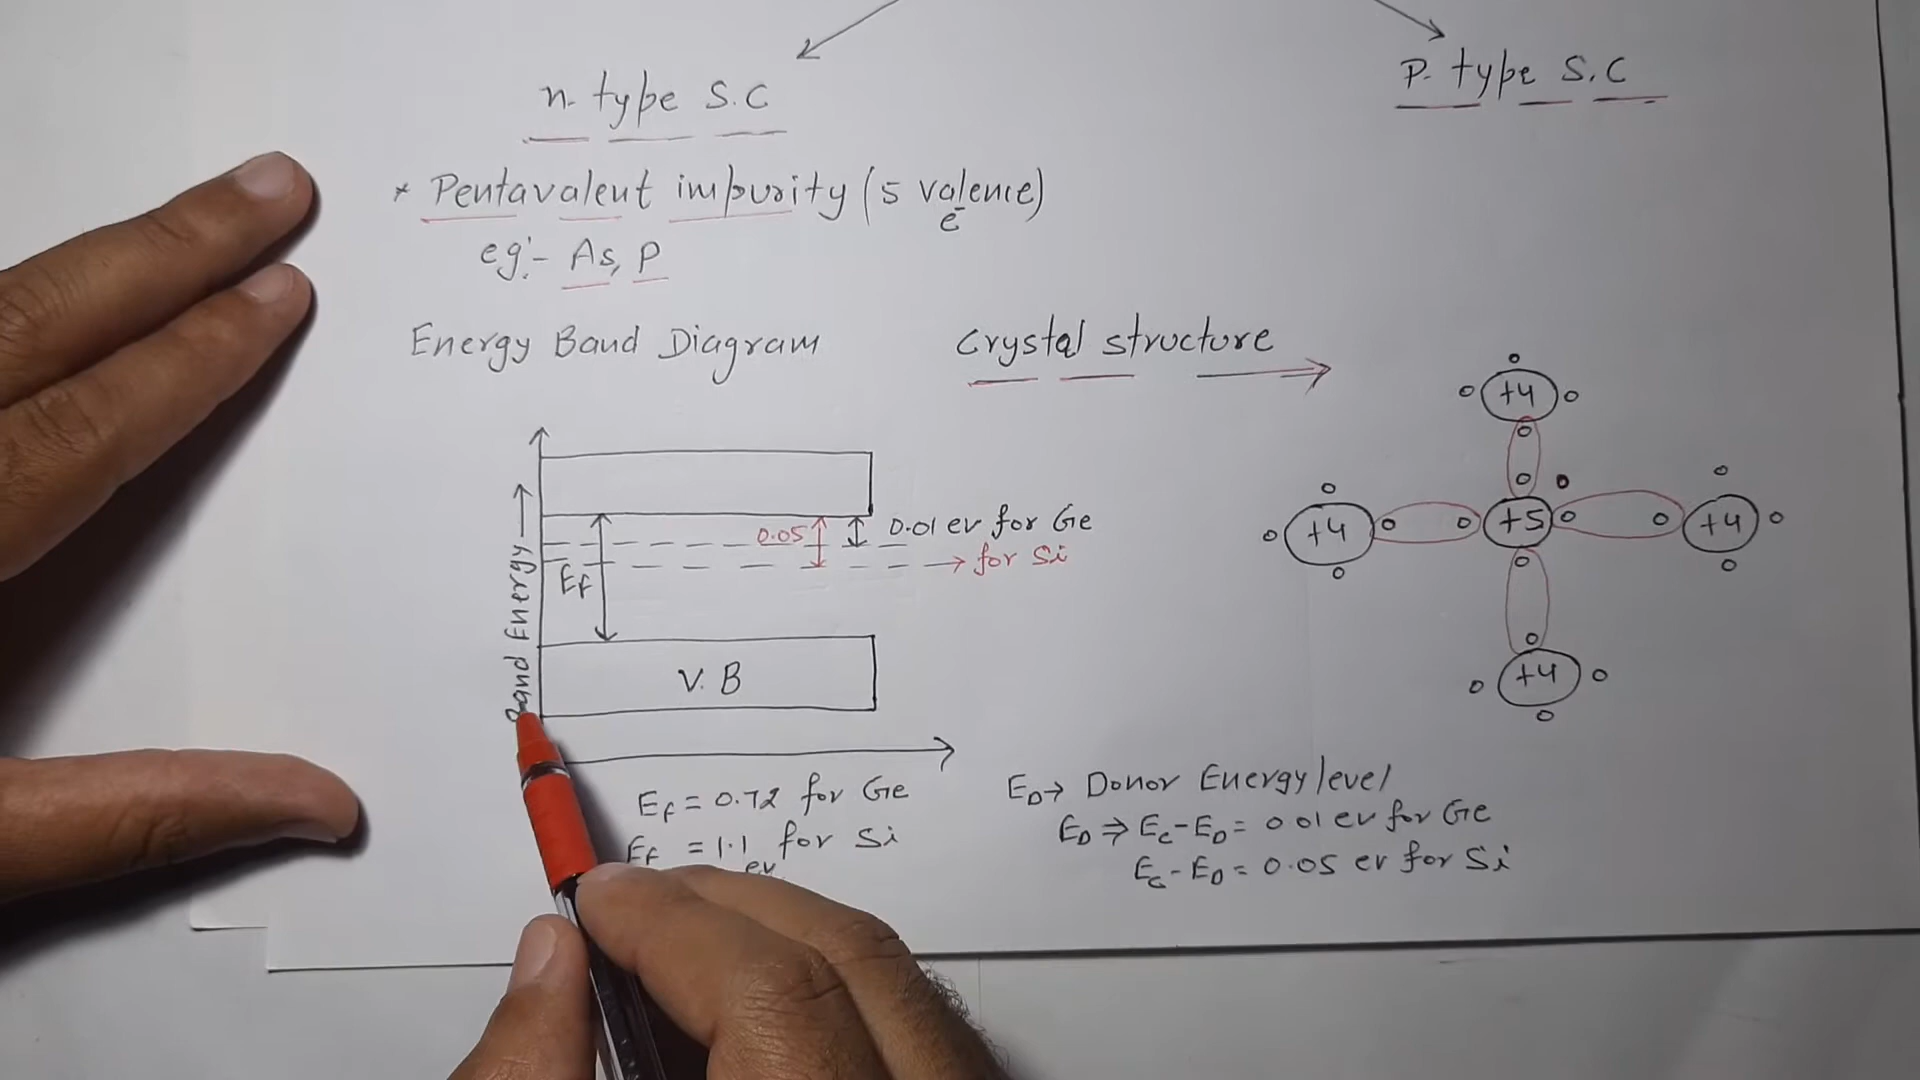 n-type S.C
P-type S.C
* Pentavalent impurity (5 valence)
e⁻
eg:- As, P
Energy Band Diagram
Crystal structure
Band Energy
0.05
0.01 ev for Ge
for Si
Ef
V.B
+4
+4
+5
+4
+4
Ef = 0.72 for Ge
Ef = 1.1 for Si
ev
ED→ Donor Energy level
ED ⇒ Ec-ED = 0.01 ev for Ge
Ec-ED = 0.05 ev for Si